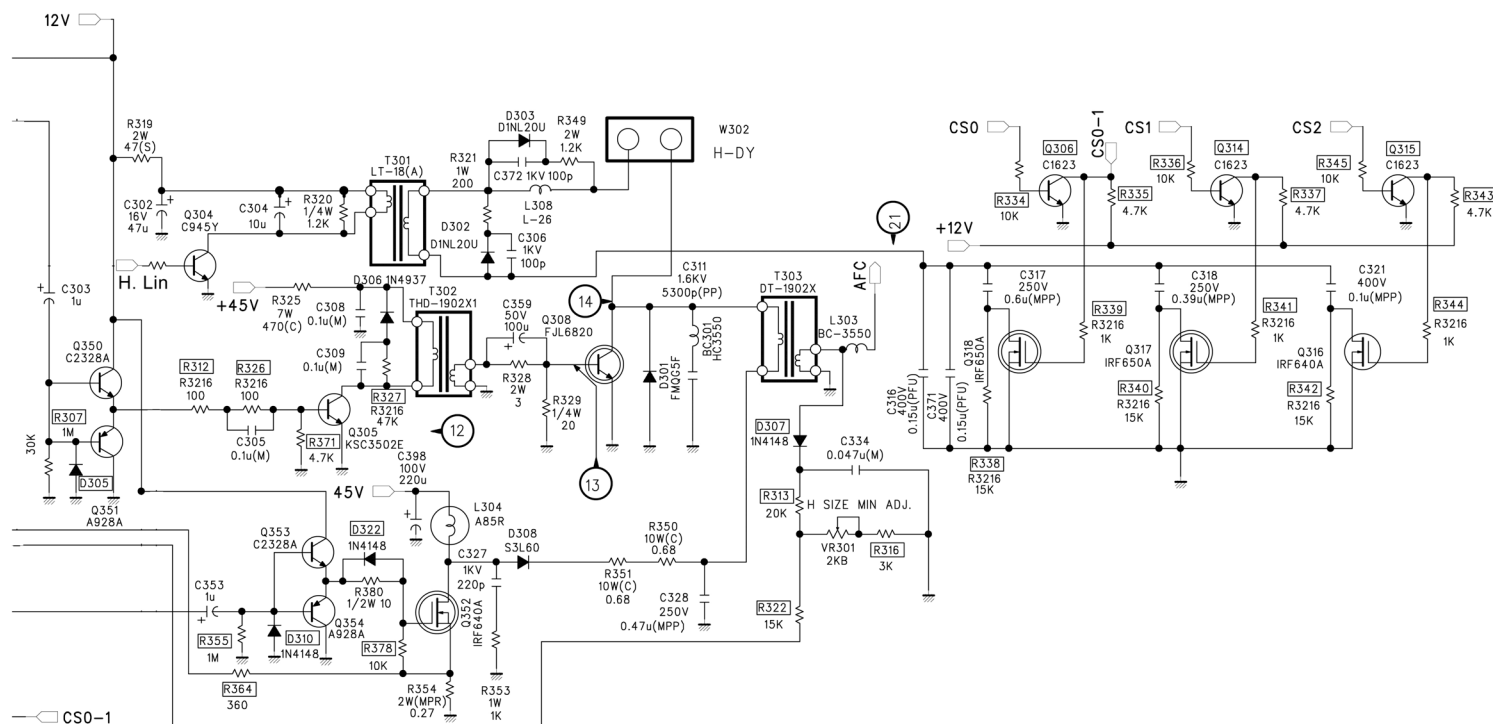 12V
R319
2W
47(S)
C302
16V
47u
Q304
C945Y
C304
10u
R320
1/4W
1.2K
T301
LT-18(A)
H. Lin
D303
D1NL20U
R349
2W
1.2K
R321
1W
200
C372 1KV 100p
L308
L-26
D302
D1NL20U
C306
1KV
100p
W302
H-DY
C303
1u
+45V
R325
7W
470(C)
C308
0.1u(M)
D306 1N4937
T302
THD-1902X1
C309
0.1u(M)
C359
50V
100u
Q308
FJL6820
R328
2W
3
R329
1/4W
20
14
13
12
21
D301
FMQG5F
BC301
HC3550
C311
1.6KV
5300p(PP)
T303
DT-1902X
L303
BC-3550
AFC
Q350
C2328A
R312
R3216
100
R326
R3216
100
C305
0.1u(M)
R371
4.7K
Q305
KSC3502E
R327
R3216
47K
R307
1M
30K
D305
Q351
A928A
C398
100V
220u
45V
L304
A85R
D308
S3L60
C327
1KV
220p
R351
10W(C)
0.68
R350
10W(C)
0.68
C328
250V
0.47u(MPP)
D307
1N4148
C334
0.047u(M)
R313
20K
H SIZE MIN ADJ.
VR301
2KB
R316
3K
R322
15K
Q353
C2328A
D322
1N4148
R380
1/2W 10
Q352
IRF640A
C353
1u
R355
1M
D310
1N4148
Q354
A928A
R378
10K
R364
360
R354
2W(MPR)
0.27
R353
1W
1K
CS0-1
CS0
Q306
C1623
R334
10K
CS0-1
R335
4.7K
CS1
R336
10K
Q314
C1623
R337
4.7K
CS2
R345
10K
Q315
C1623
R343
4.7K
+12V
C316
400V
0.15u(PFU)
C371
400V
0.15u(PFU)
C317
250V
0.6u(MPP)
Q318
IRF650A
R339
R3216
1K
R338
R3216
15K
C318
250V
0.39u(MPP)
Q317
IRF650A
R341
R3216
1K
R340
R3216
15K
C321
400V
0.1u(MPP)
Q316
IRF640A
R344
R3216
1K
R342
R3216
15K